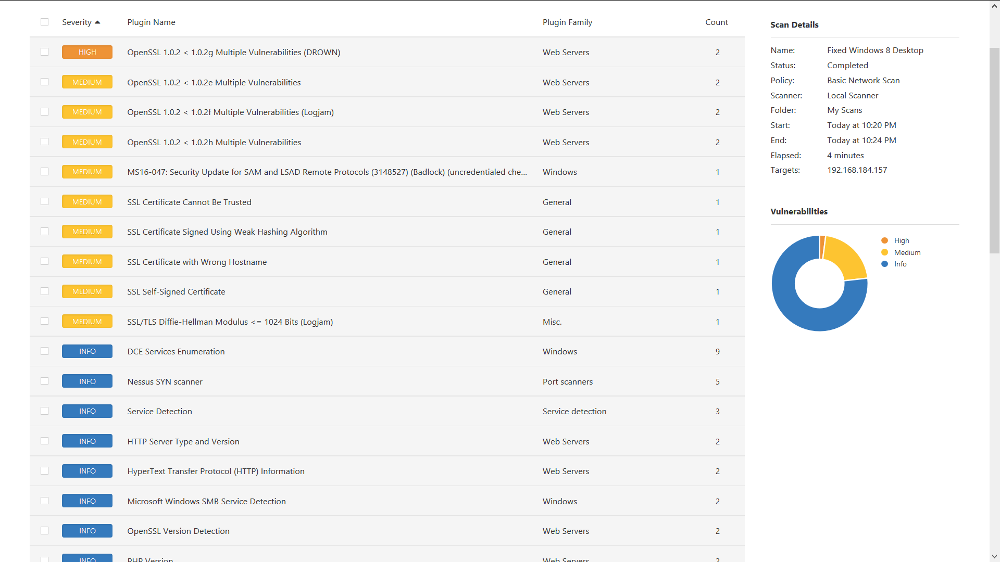 Severity Plugin Name Plugin Family Count
HIGH OpenSSL 1.0.2 < 1.0.2g Multiple Vulnerabilities (DROWN) Web Servers 2
MEDIUM OpenSSL 1.0.2 < 1.0.2e Multiple Vulnerabilities Web Servers 2
MEDIUM OpenSSL 1.0.2 < 1.0.2f Multiple Vulnerabilities (Logjam) Web Servers 2
MEDIUM OpenSSL 1.0.2 < 1.0.2h Multiple Vulnerabilities Web Servers 2
MEDIUM MS16-047: Security Update for SAM and LSAD Remote Protocols (3148527) (Badlock) (uncredentialed che... Windows 1
MEDIUM SSL Certificate Cannot Be Trusted General 1
MEDIUM SSL Certificate Signed Using Weak Hashing Algorithm General 1
MEDIUM SSL Certificate with Wrong Hostname General 1
MEDIUM SSL Self-Signed Certificate General 1
MEDIUM SSL/TLS Diffie-Hellman Modulus <= 1024 Bits (Logjam) Misc. 1
INFO DCE Services Enumeration Windows 9
INFO Nessus SYN scanner Port scanners 5
INFO Service Detection Service detection 3
INFO HTTP Server Type and Version Web Servers 2
INFO HyperText Transfer Protocol (HTTP) Information Web Servers 2
INFO Microsoft Windows SMB Service Detection Windows 2
INFO OpenSSL Version Detection Web Servers 2
INFO PHP Version Web Servers 2
Scan Details
Name: Fixed Windows 8 Desktop
Status: Completed
Policy: Basic Network Scan
Scanner: Local Scanner
Folder: My Scans
Start: Today at 10:20 PM
End: Today at 10:24 PM
Elapsed: 4 minutes
Targets: 192.168.184.157
Vulnerabilities
High
Medium
Info